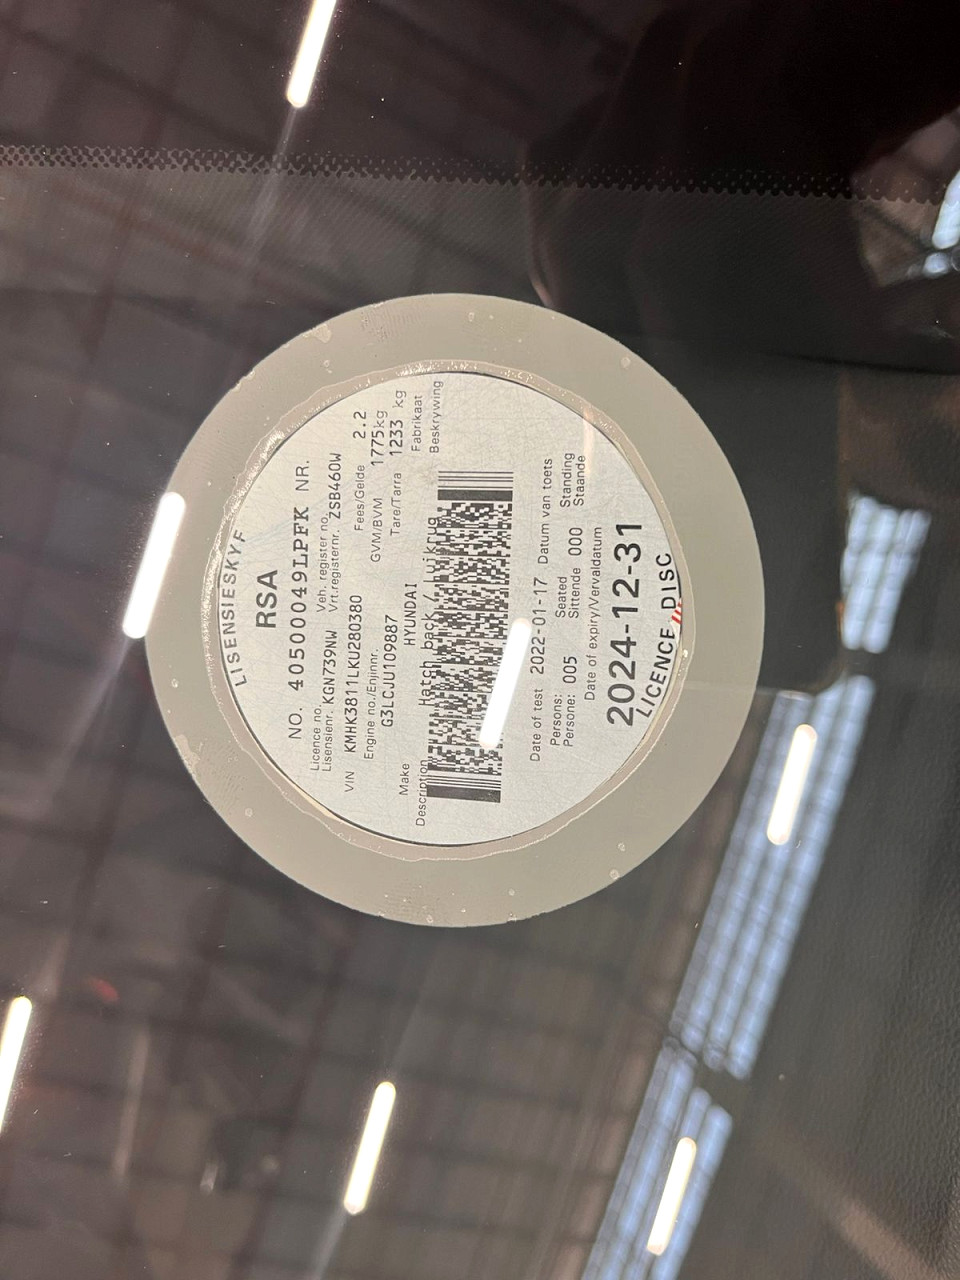 LISENSIESKYF
RSA
NO. 40500049LPFK NR.
Licence no. Veh. register no.
Lisensienr. KGN739NW Vrt.registernr. ZSB460W
VIN KMHK3811LKU280380 Fees/Gelde 2.2
Engine no./Enjinnr. GVM/BVM 1775kg
G3LCJU109887 Tare/Tarra 1233 kg
Make HYUNDAI Fabrikaat
Description Hatch back / Luikrug Beskrywing
Date of test 2022-01-17 Datum van toets
Persons: Seated Standing
Persone: 005 Sittende 000 Staande
Date of expiry/Vervaldatum
2024-12-31
LICENCE DISC